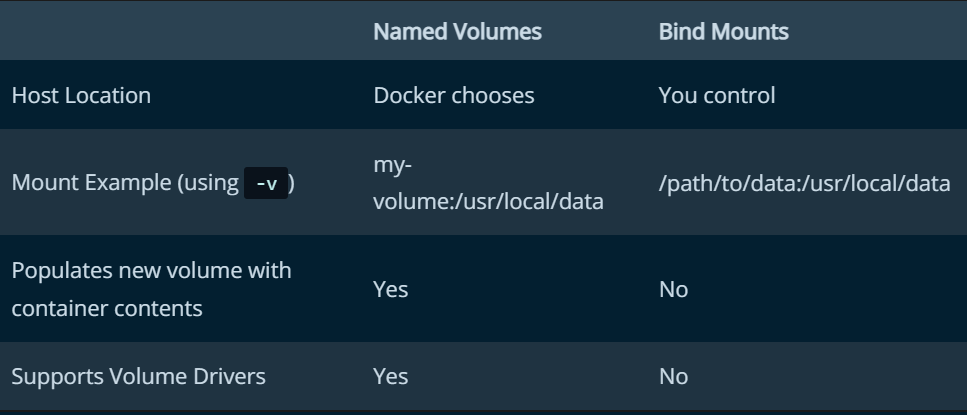 Named Volumes Bind Mounts
Host Location Docker chooses You control
my-
Mount Example (using -v) /path/to/data:/usr/local/data
volume:/usr/local/data
Populates new volume with
Yes No
container contents
Supports Volume Drivers Yes No